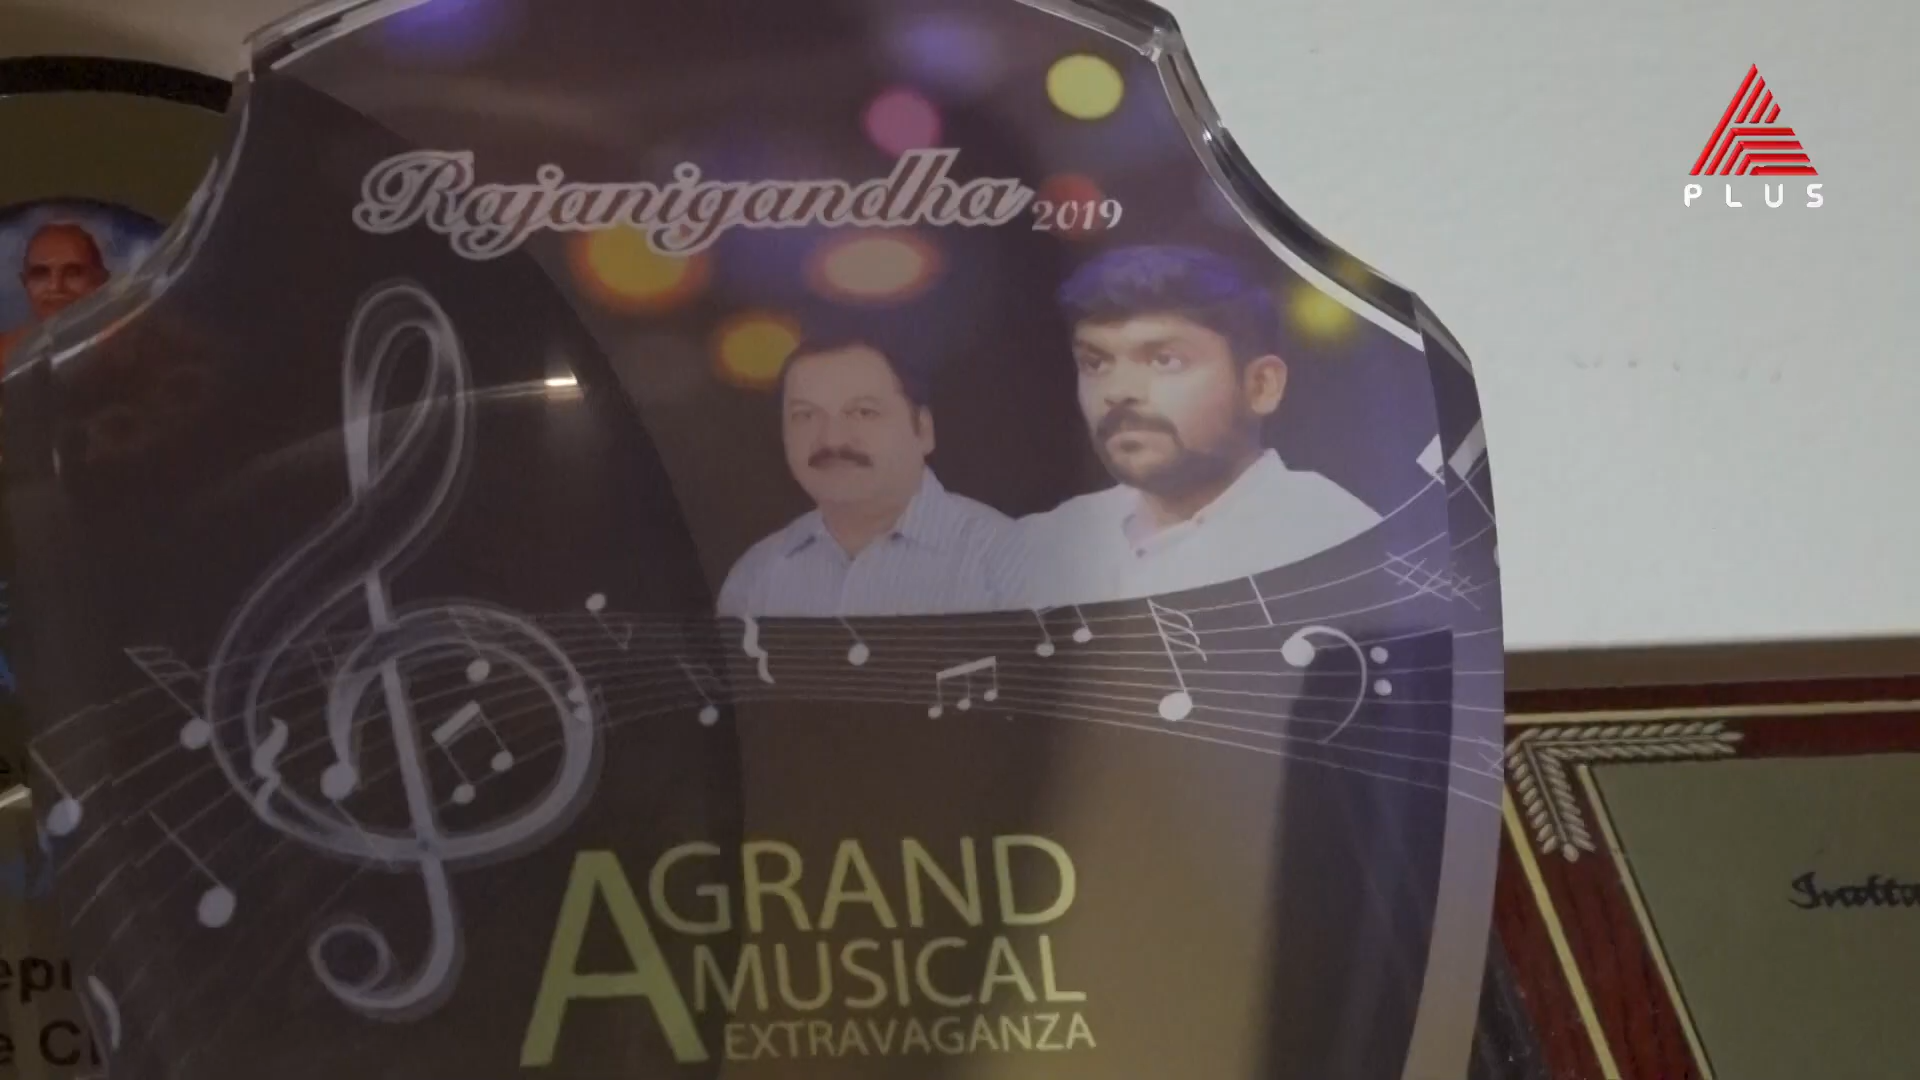 PLUS
Rajanigandha 2019
A GRAND
MUSICAL
EXTRAVAGANZA